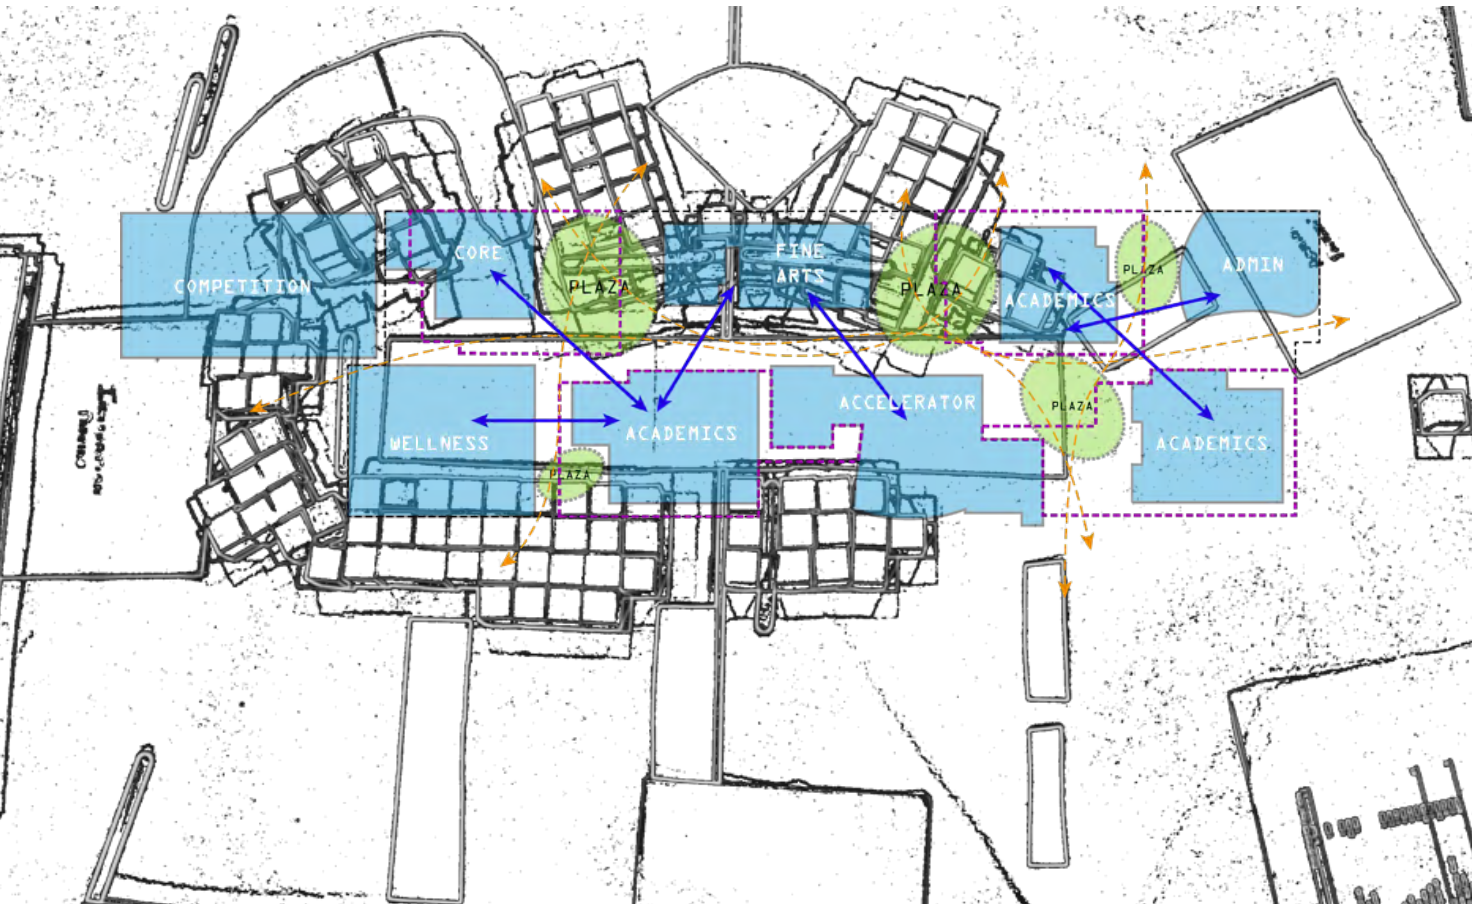 CORE
FINE
ARTS
PLAZA
ADMIN
COMPETITION
PLAZA
PLAZA
ACADEMICS
ACCELERATOR
PLAZA
WELLNESS
ACADEMICS
ACADEMICS
PLAZA